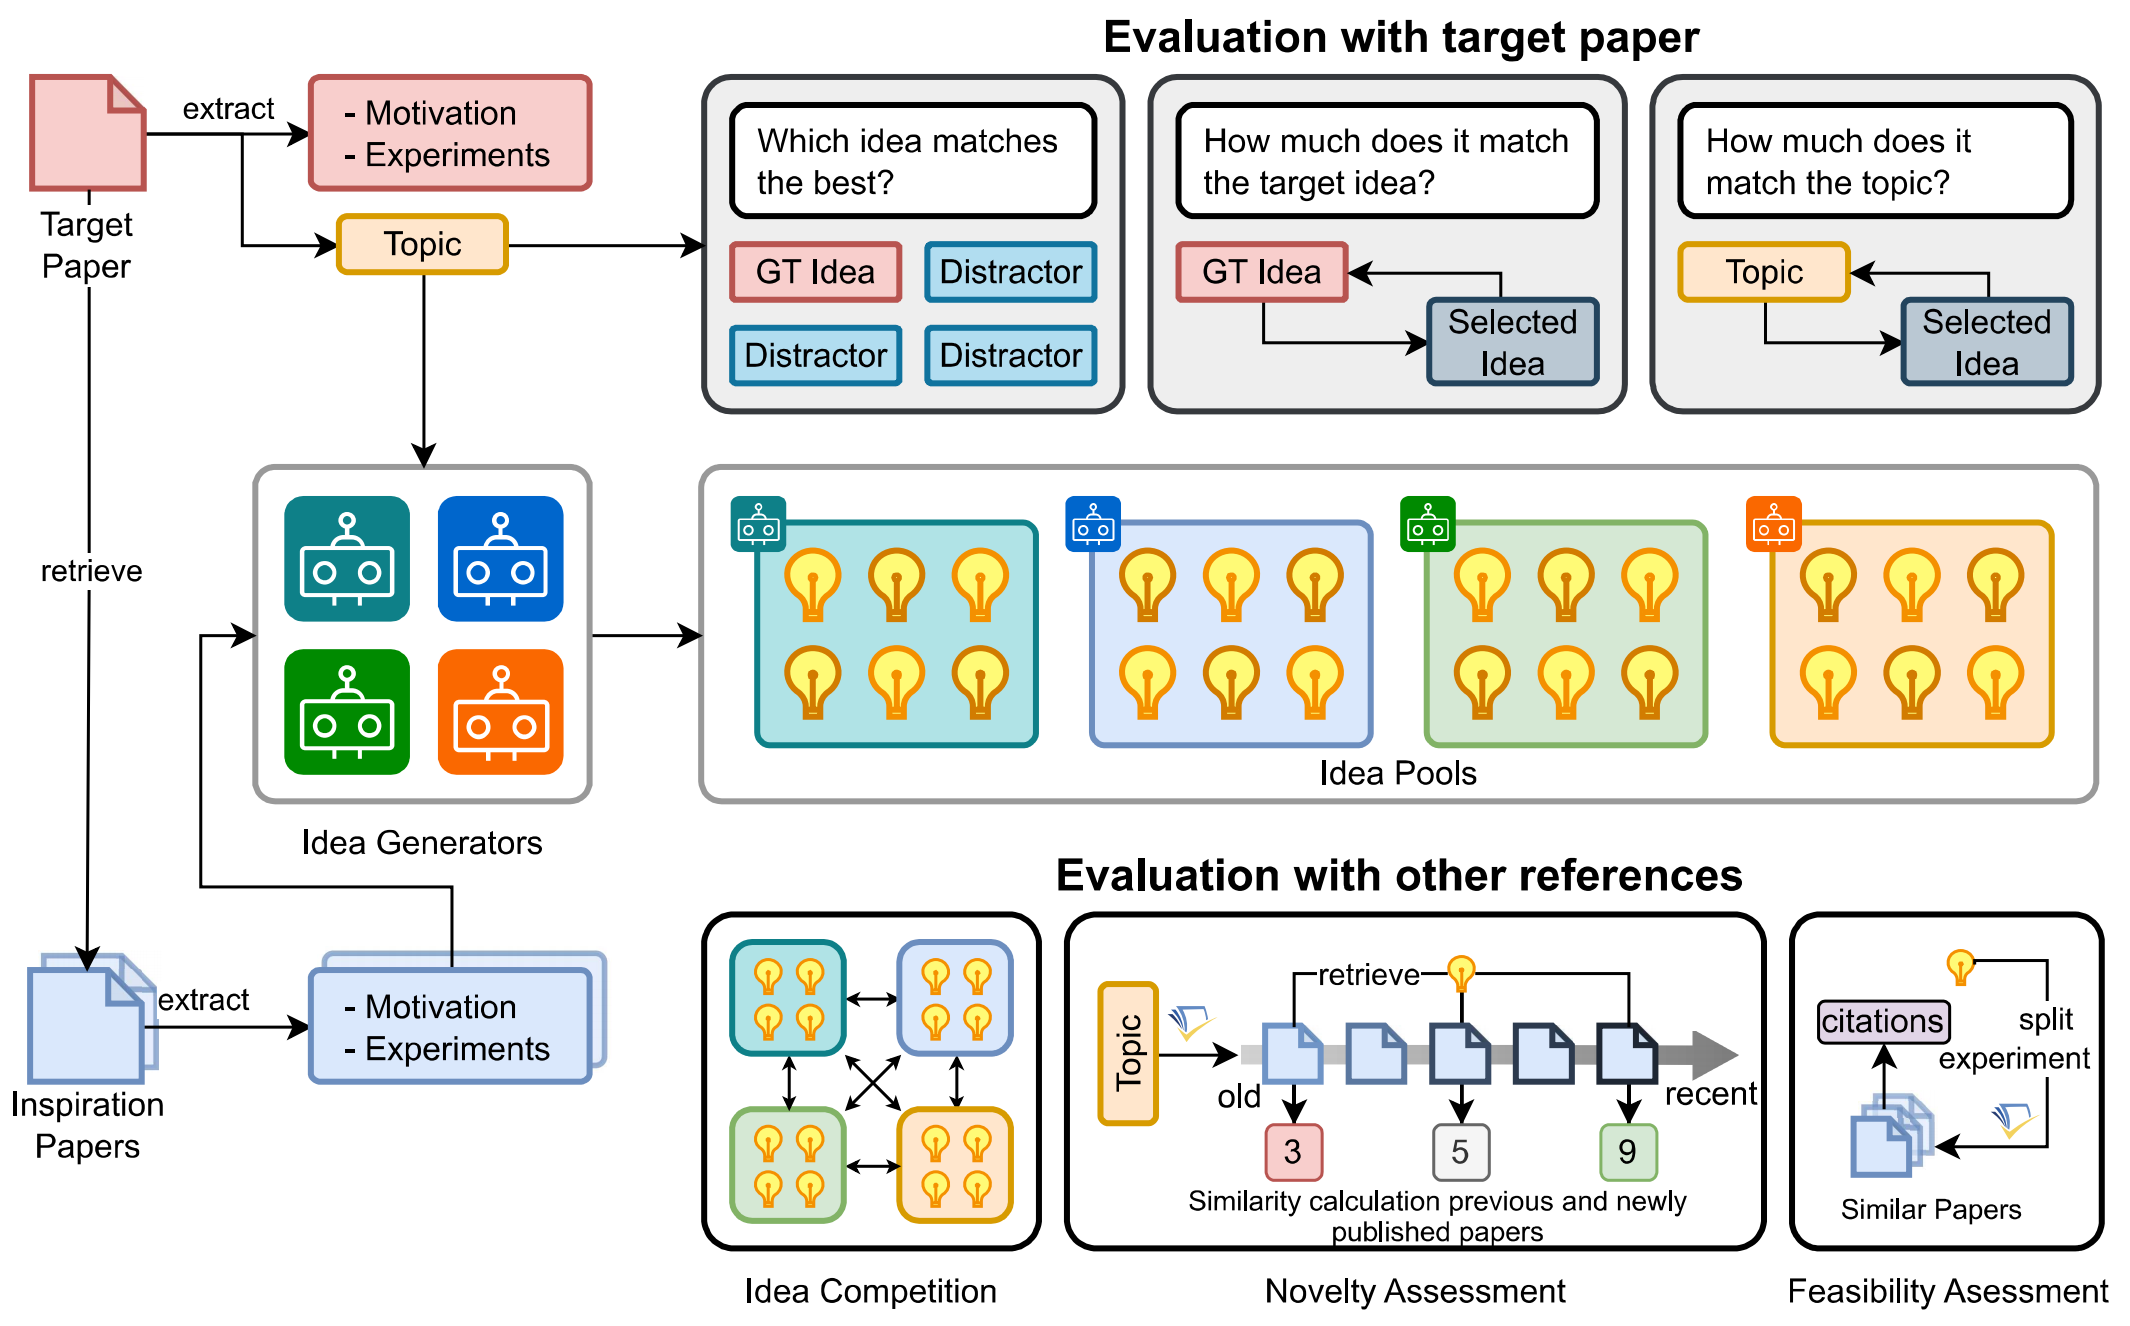 Evaluation with target paper
Target
Paper
extract
- Motivation
- Experiments
Topic
Which idea matches
the best?
GT Idea
Distractor
Distractor
Distractor
How much does it match
the target idea?
GT Idea
Selected
Idea
How much does it
match the topic?
Topic
Selected
Idea
retrieve
Idea Generators
Idea Pools
Inspiration
Papers
extract
- Motivation
- Experiments
Evaluation with other references
Idea Competition
Topic
retrieve
old
recent
3
5
9
Similarity calculation previous and newly
published papers
Novelty Assessment
citations
split
experiment
Similar Papers
Feasibility Asessment